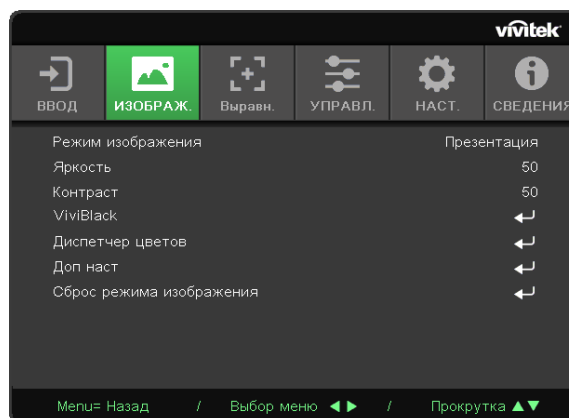 vivitek
ВВОД ИЗОБРАЖ. Выравн. УПРАВЛ. НАСТ. СВЕДЕНИЯ
Режим изображения Презентация
Яркость 50
Контраст 50
ViviBlack
Диспетчер цветов
Доп наст
Сброс режима изображения
Menu= Назад / Выбор меню ◀▶ / Прокрутка ▲▼